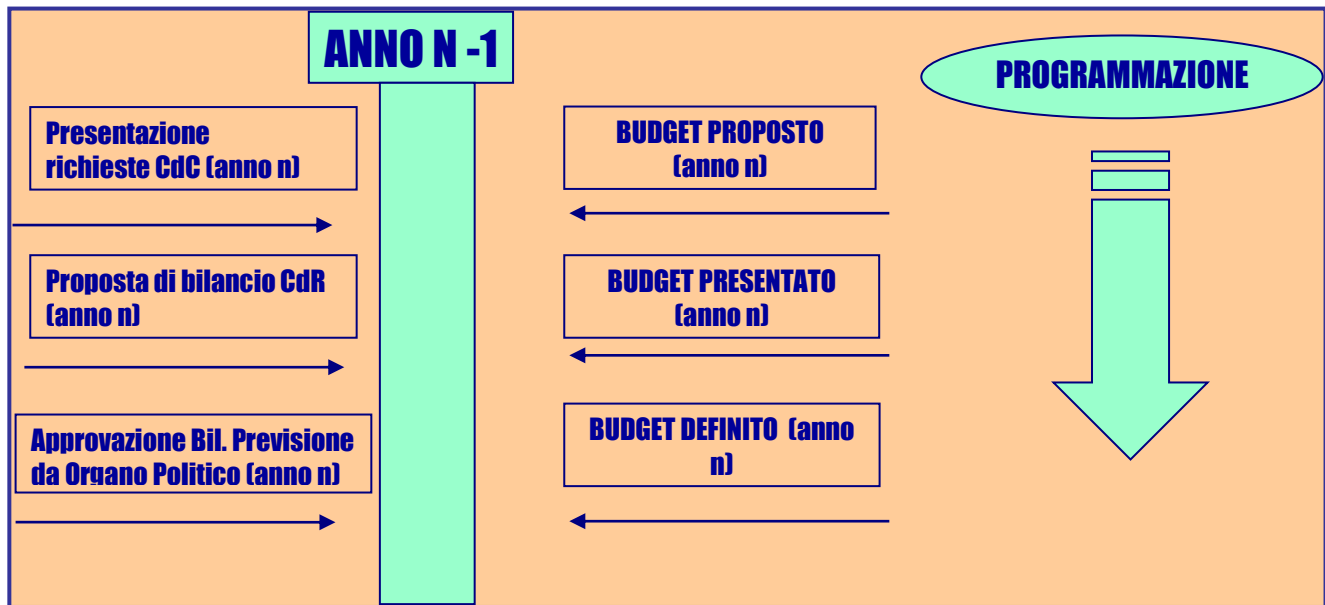 ANNO N -1
PROGRAMMAZIONE
Presentazione
richieste CdC (anno n)
BUDGET PROPOSTO
(anno n)
Proposta di bilancio CdR
(anno n)
BUDGET PRESENTATO
(anno n)
Approvazione Bil. Previsione
da Organo Politico (anno n)
BUDGET DEFINITO (anno
n)